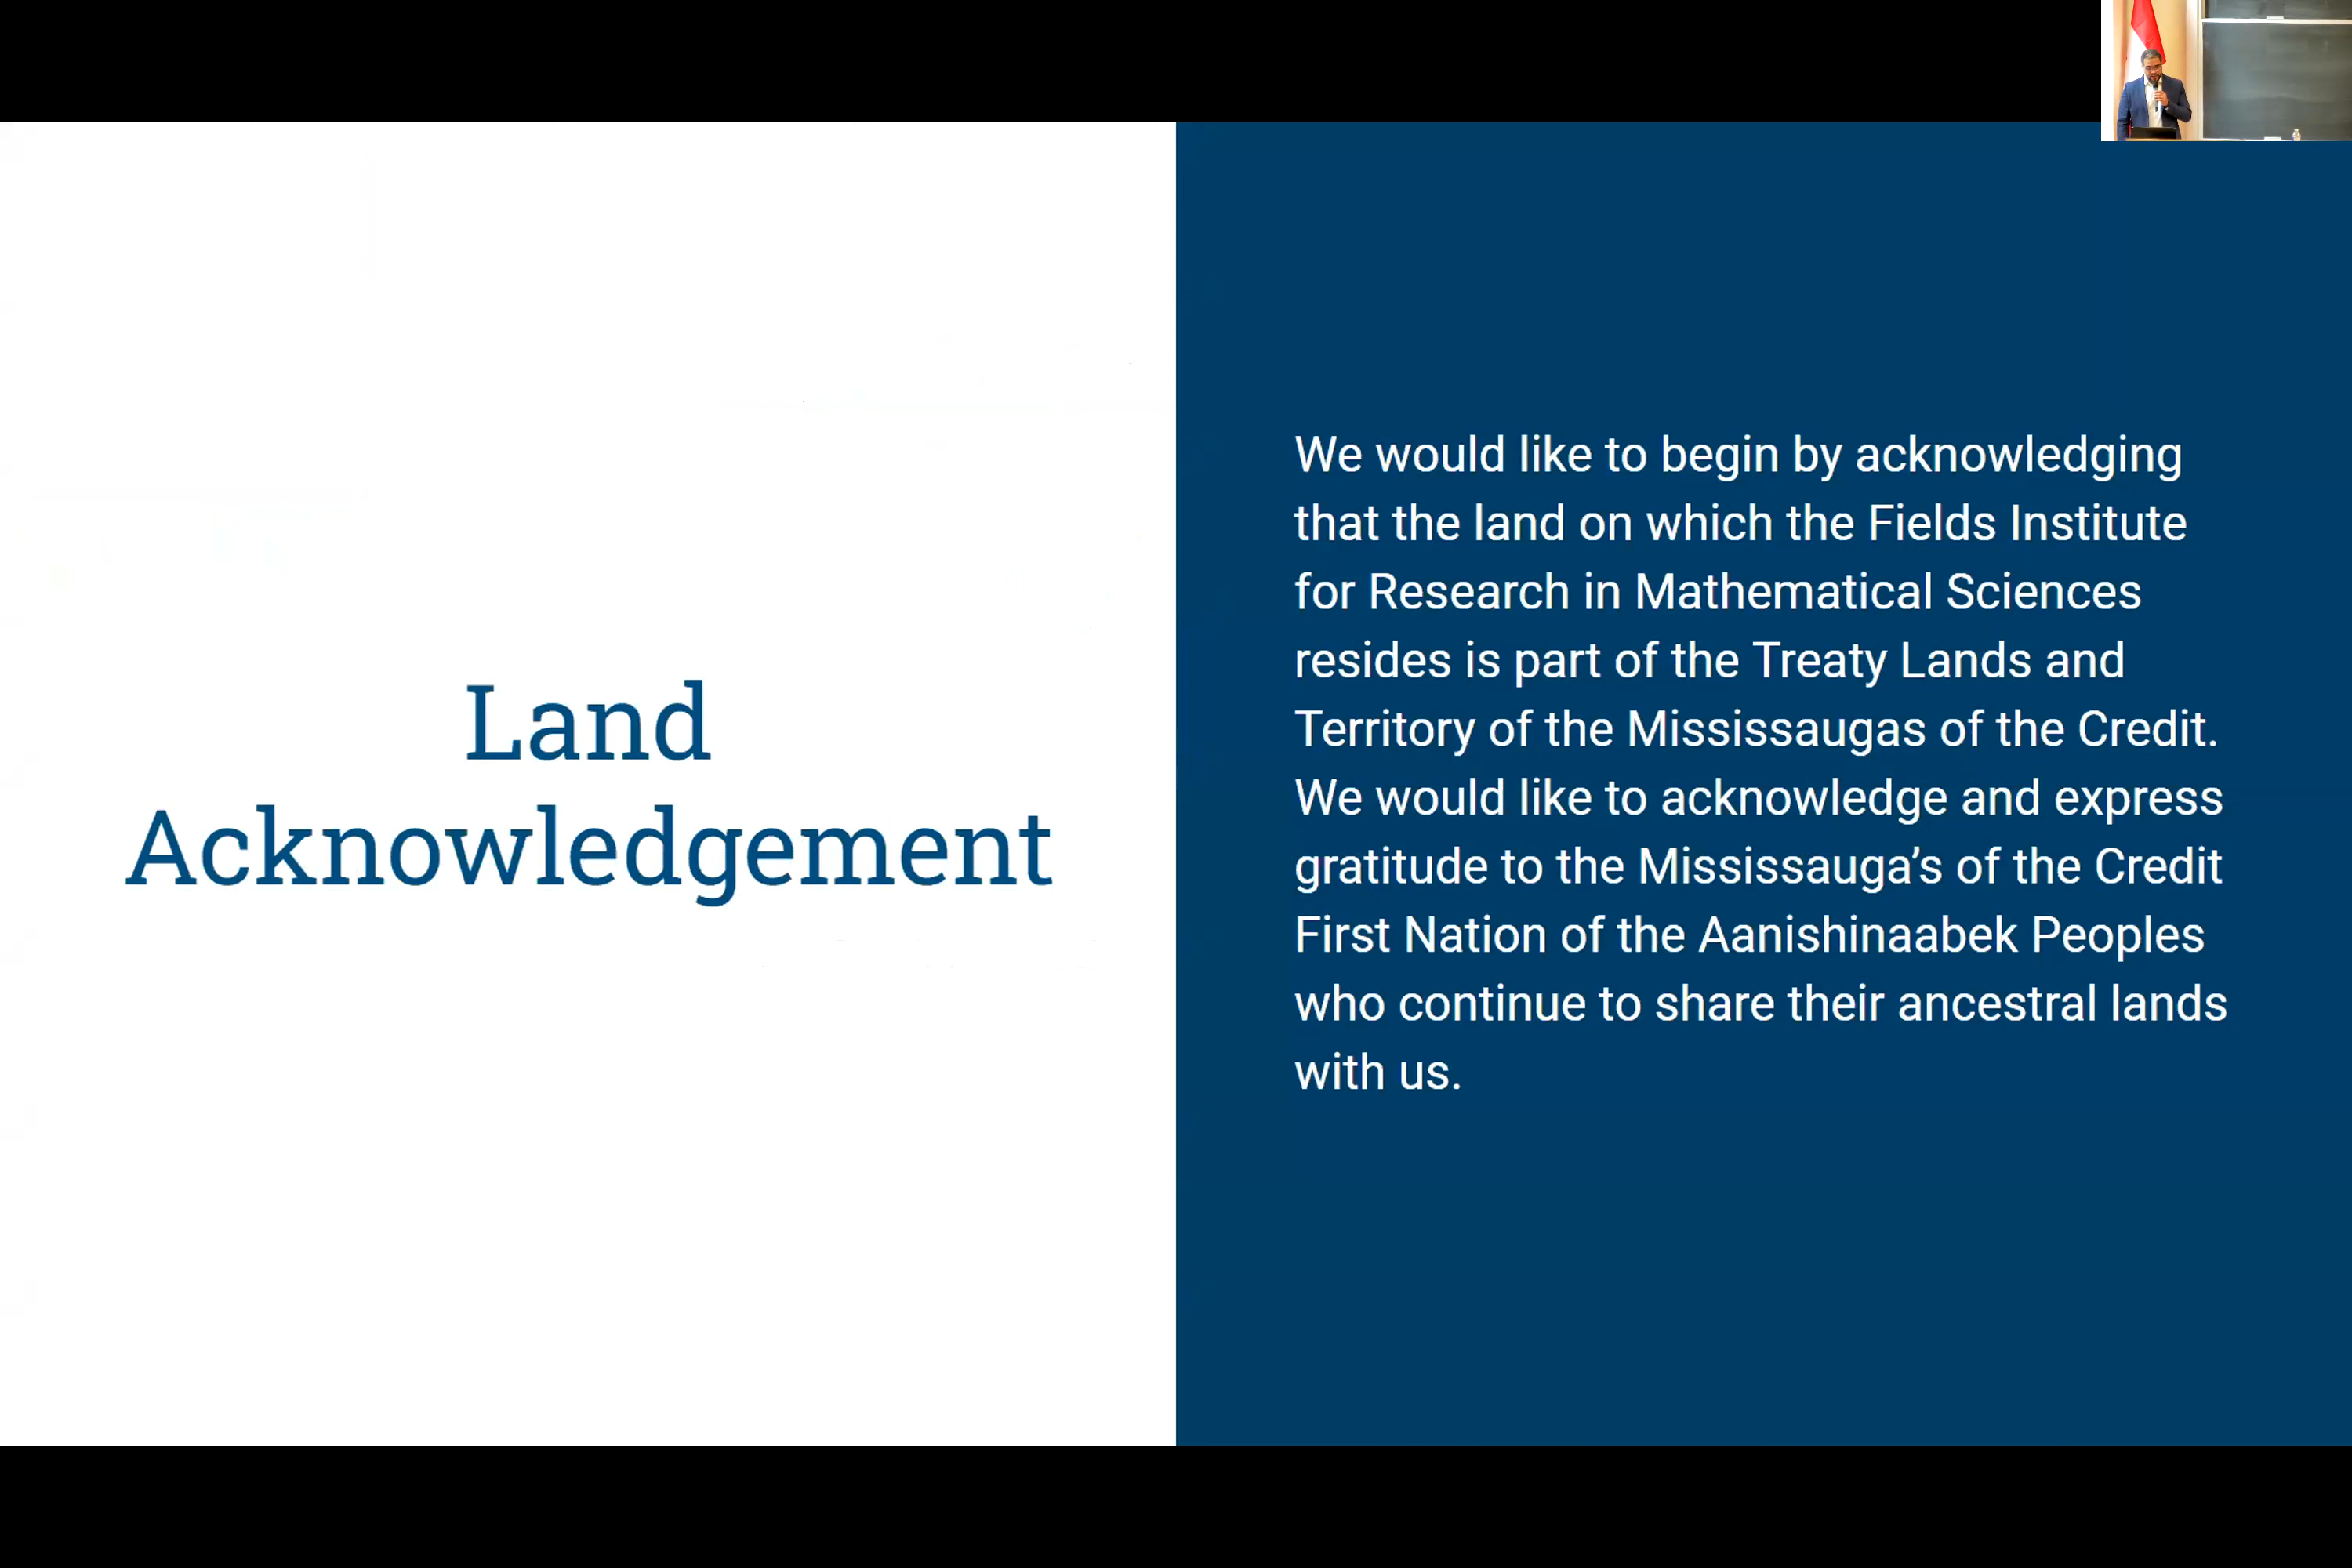 Land
Acknowledgement
We would like to begin by acknowledging
that the land on which the Fields Institute
for Research in Mathematical Sciences
resides is part of the Treaty Lands and
Territory of the Mississaugas of the Credit.
We would like to acknowledge and express
gratitude to the Mississauga’s of the Credit
First Nation of the Aanishinaabek Peoples
who continue to share their ancestral lands
with us.